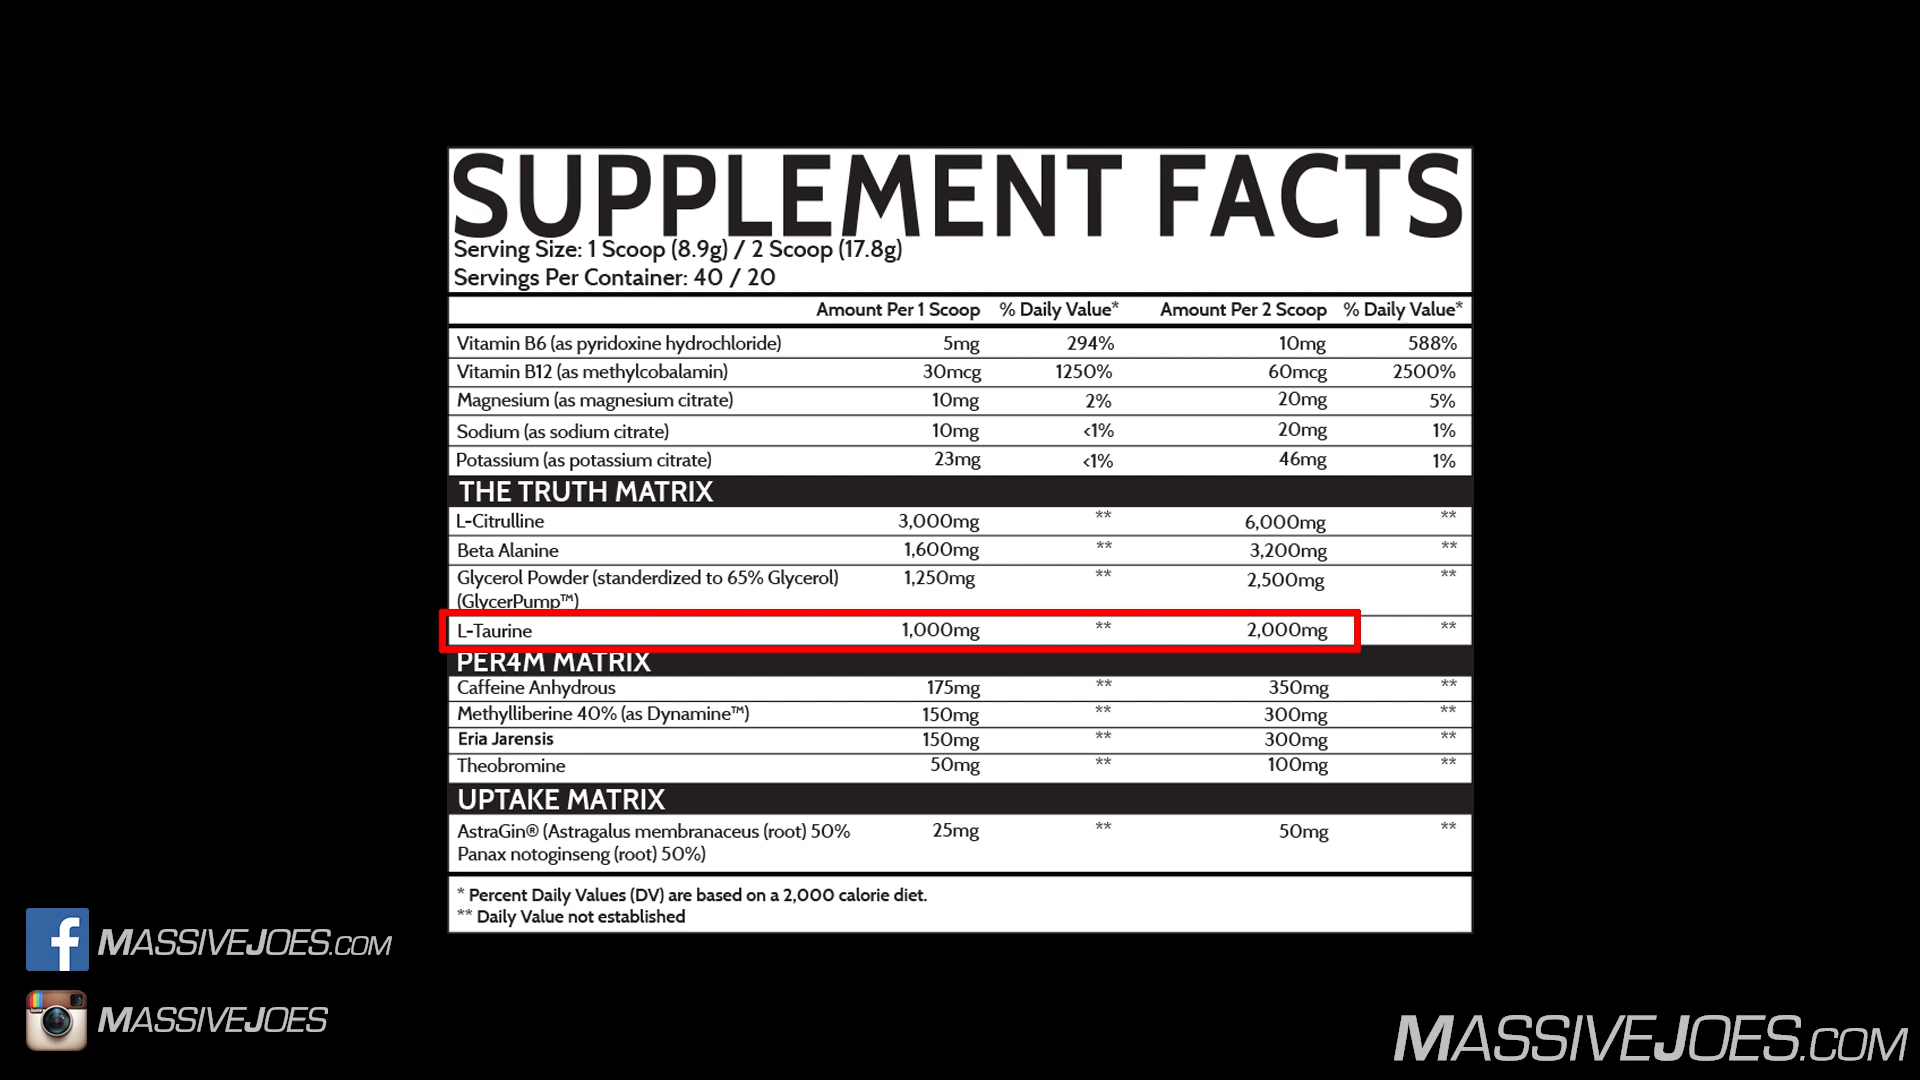 SUPPLEMENT FACTS
Serving Size: 1 Scoop (8.9g) / 2 Scoop (17.8g)
Servings Per Container: 40 / 20
Amount Per 1 Scoop % Daily Value* Amount Per 2 Scoop % Daily Value*
Vitamin B6 (as pyridoxine hydrochloride) 5mg 294% 10mg 588%
Vitamin B12 (as methylcobalamin) 30mcg 1250% 60mcg 2500%
Magnesium (as magnesium citrate) 10mg 2% 20mg 5%
Sodium (as sodium citrate) 10mg <1% 20mg 1%
Potassium (as potassium citrate) 23mg <1% 46mg 1%
THE TRUTH MATRIX
L-Citrulline 3,000mg ** 6,000mg **
Beta Alanine 1,600mg ** 3,200mg **
Glycerol Powder (standerdized to 65% Glycerol) 1,250mg ** 2,500mg **
(GlycerPump™)
L-Taurine 1,000mg ** 2,000mg **
PER4M MATRIX
Caffeine Anhydrous 175mg ** 350mg **
Methylliberine 40% (as Dynamine™) 150mg ** 300mg **
Eria Jarensis 150mg ** 300mg **
Theobromine 50mg ** 100mg **
UPTAKE MATRIX
AstraGin® (Astragalus membranaceus (root) 50% 25mg ** 50mg **
Panax notoginseng (root) 50%)
* Percent Daily Values (DV) are based on a 2,000 calorie diet.
** Daily Value not established
MASSIVEJOES.COM
MASSIVEJOES
MASSIVEJOES.COM